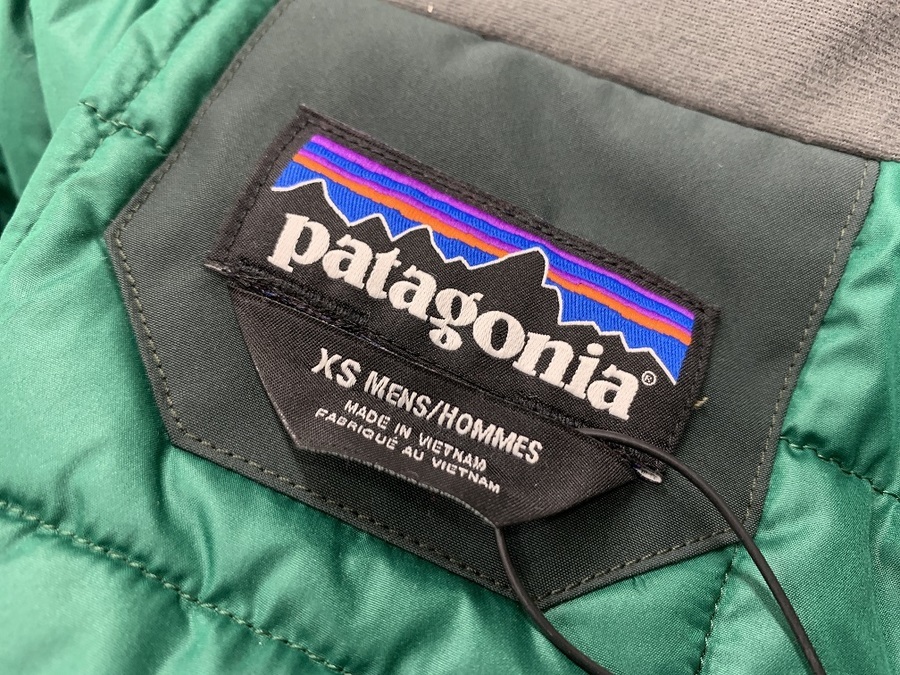 patagonia®
XS MENS/HOMMES
MADE IN VIETNAM
FABRIQUÉ AU VIETNAM